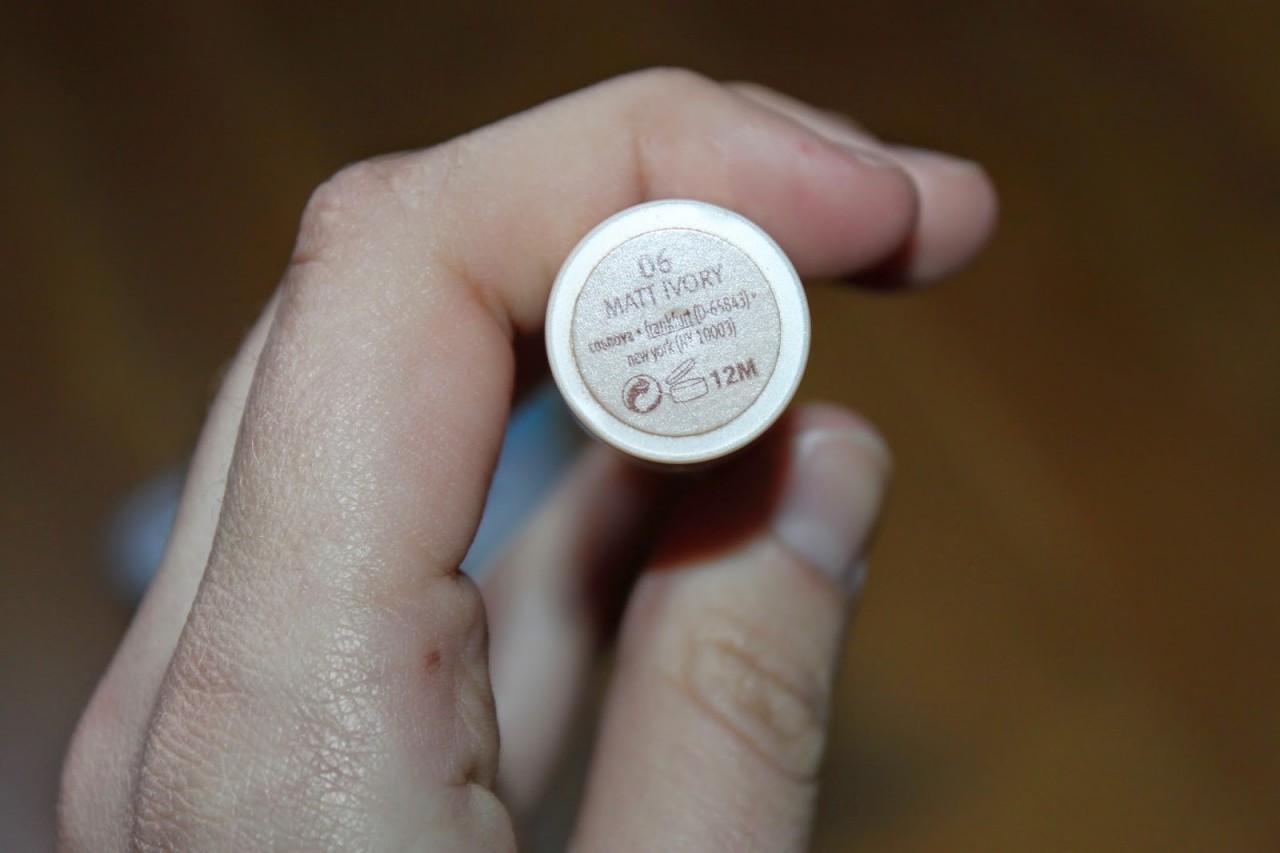 06
MATT IVORY
cosnova • frankfurt (D-65843) •
new york (NY 10003)
12M